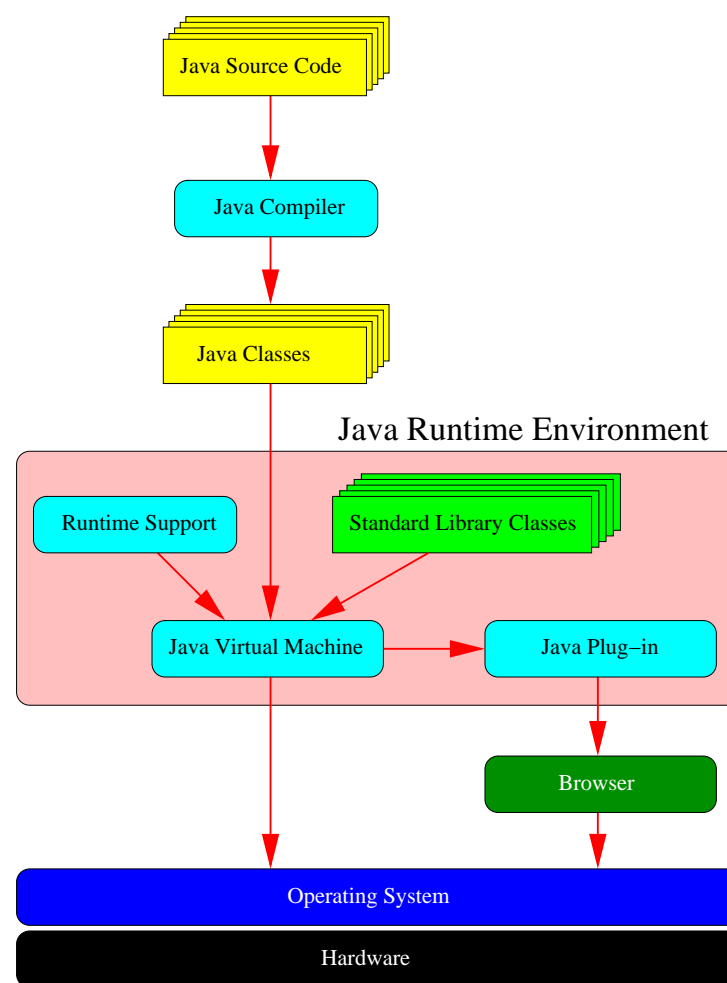 Java Source Code
Java Compiler
Java Classes
Java Runtime Environment
Runtime Support
Standard Library Classes
Java Virtual Machine
Java Plug−in
Browser
Operating System
Hardware